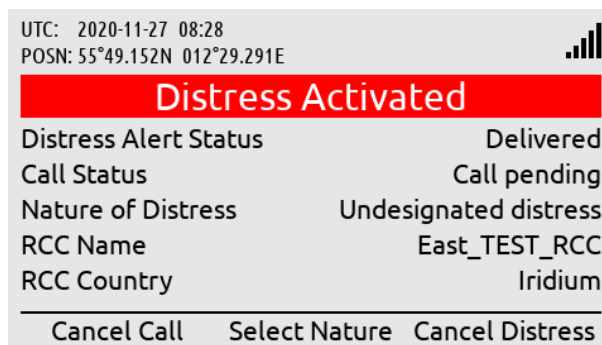 UTC: 2020-11-27 08:28
POSN: 55°49.152N 012°29.291E
Distress Activated
Distress Alert Status Delivered
Call Status Call pending
Nature of Distress Undesignated distress
RCC Name East_TEST_RCC
RCC Country Iridium
Cancel Call Select Nature Cancel Distress